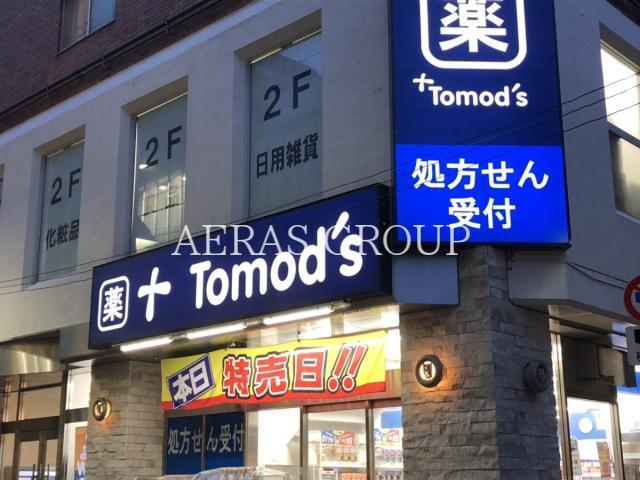 薬
+Tomod's
処方せん
受付
2F
化粧品
2F
2F
日用雑貨
AERAS GROUP
薬 + Tomod's
本日 特売日!!
処方せん受付